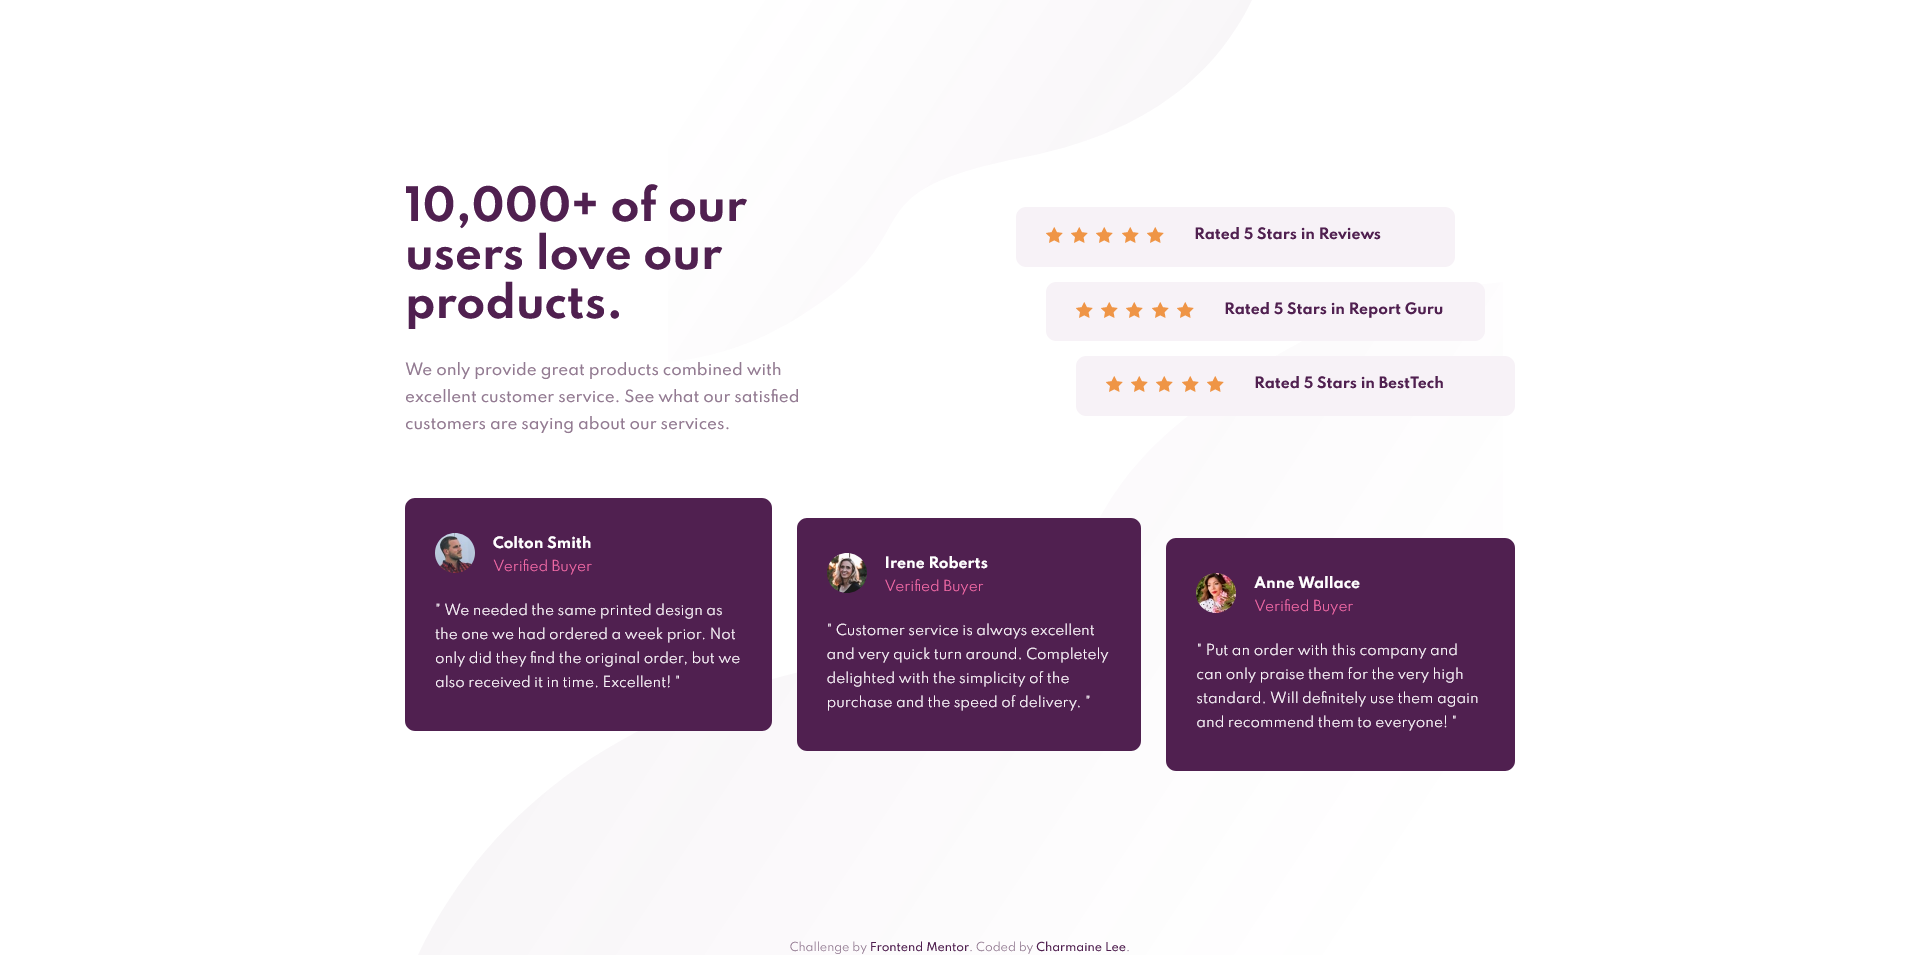 10,000+ of our
users love our
products.
We only provide great products combined with
excellent customer service. See what our satisfied
customers are saying about our services.
Rated 5 Stars in Reviews
Rated 5 Stars in Report Guru
Rated 5 Stars in BestTech
Colton Smith
Verified Buyer
" We needed the same printed design as
the one we had ordered a week prior. Not
only did they find the original order, but we
also received it in time. Excellent! "
Irene Roberts
Verified Buyer
" Customer service is always excellent
and very quick turn around. Completely
delighted with the simplicity of the
purchase and the speed of delivery. "
Anne Wallace
Verified Buyer
" Put an order with this company and
can only praise them for the very high
standard. Will definitely use them again
and recommend them to everyone! "
Challenge by Frontend Mentor. Coded by Charmaine Lee.